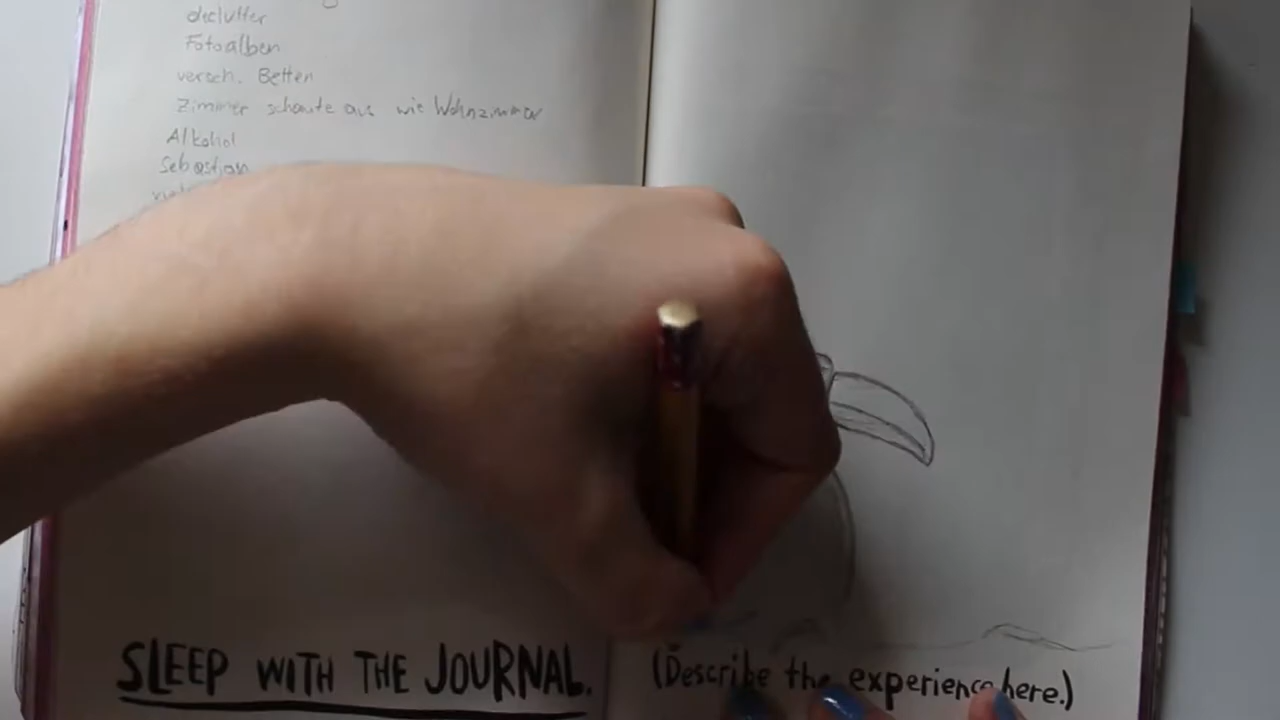 declutter
Fotoalben
versch. Betten
Zimmer schaute aus wie Wohnzimmer
Alkohol
Sebastian
SLEEP WITH THE JOURNAL.
(Describe the experience here.)